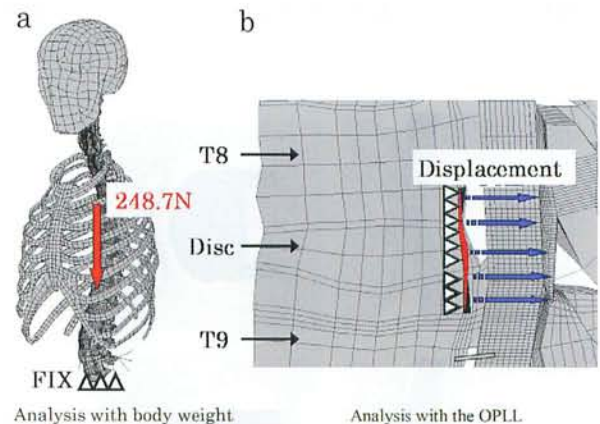 a
248.7N
FIX
Analysis with body weight
b
T8
Displacement
Disc
T9
Analysis with the OPLL